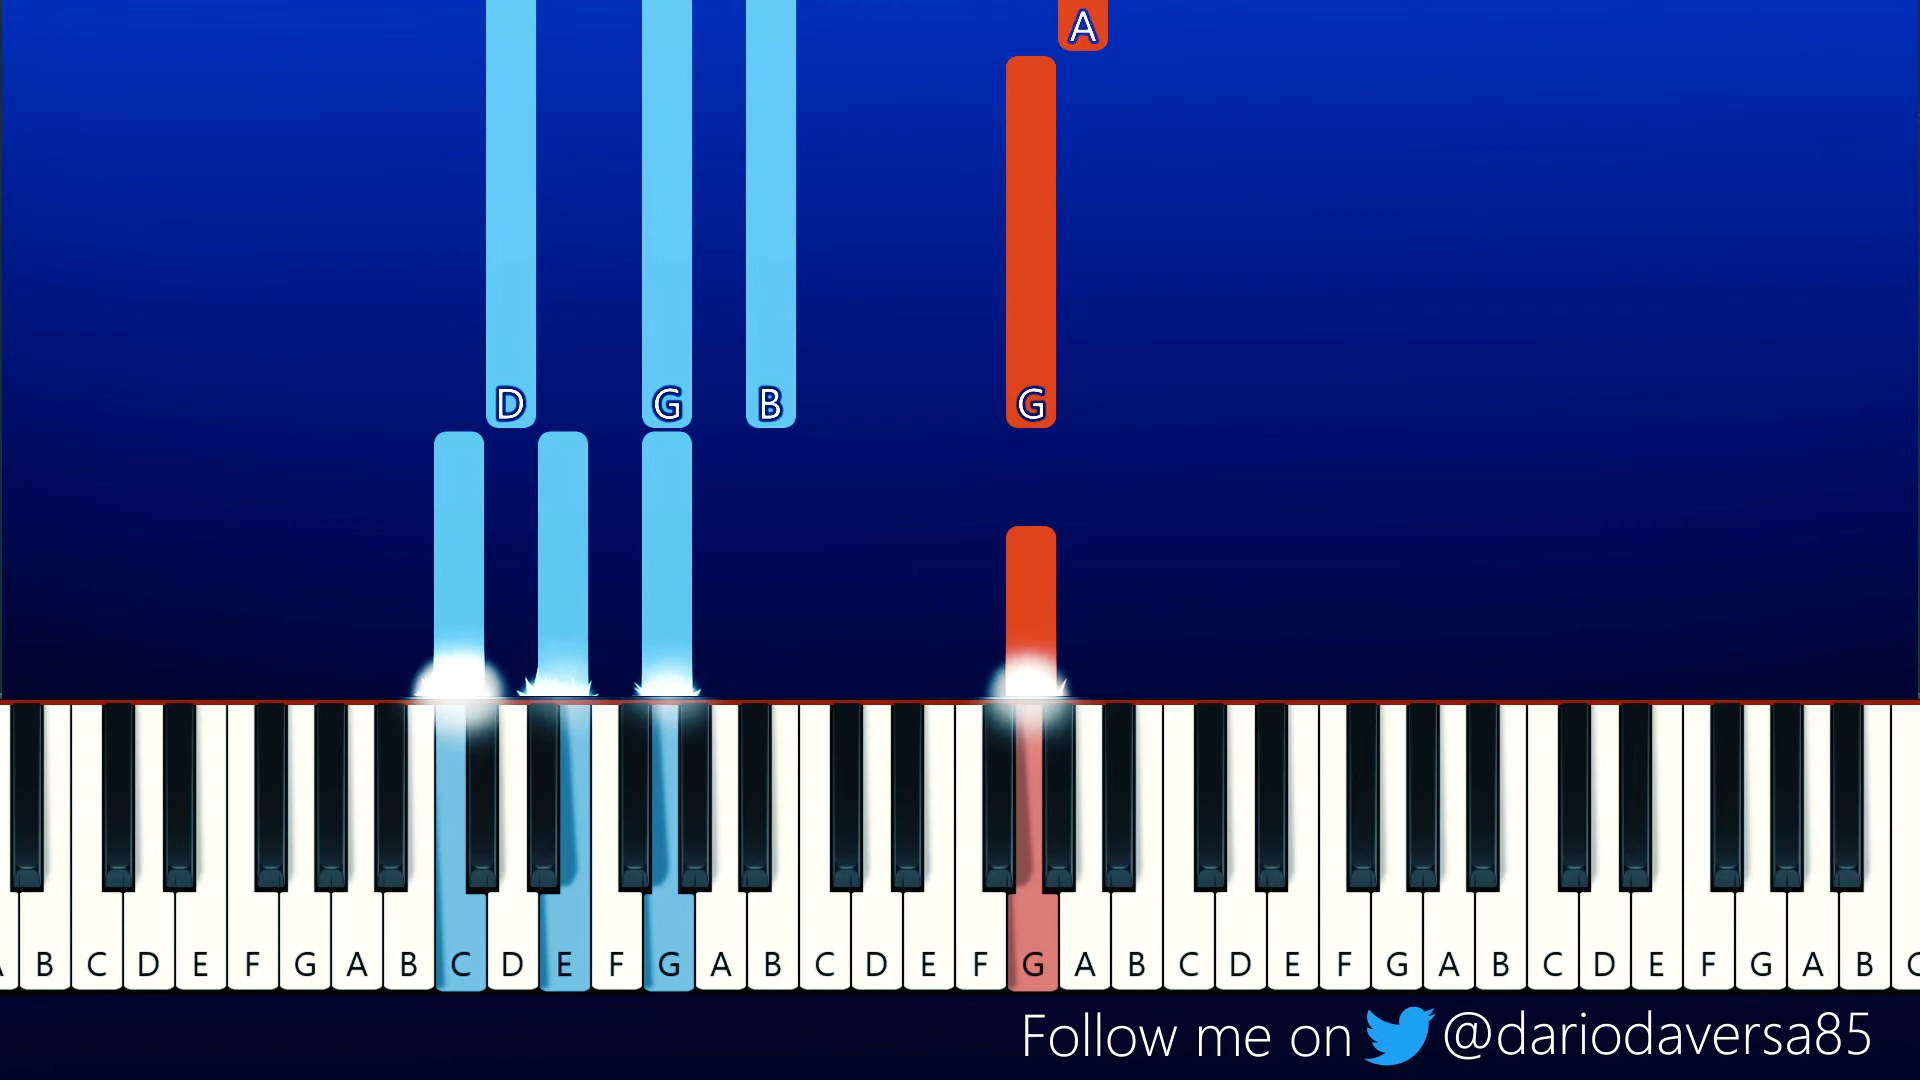 A
D G B G
A B C D E F G A B C D E F G A B C D E F G A B C D E F G A B C D E F G A B C
Follow me on @dariodaversa85